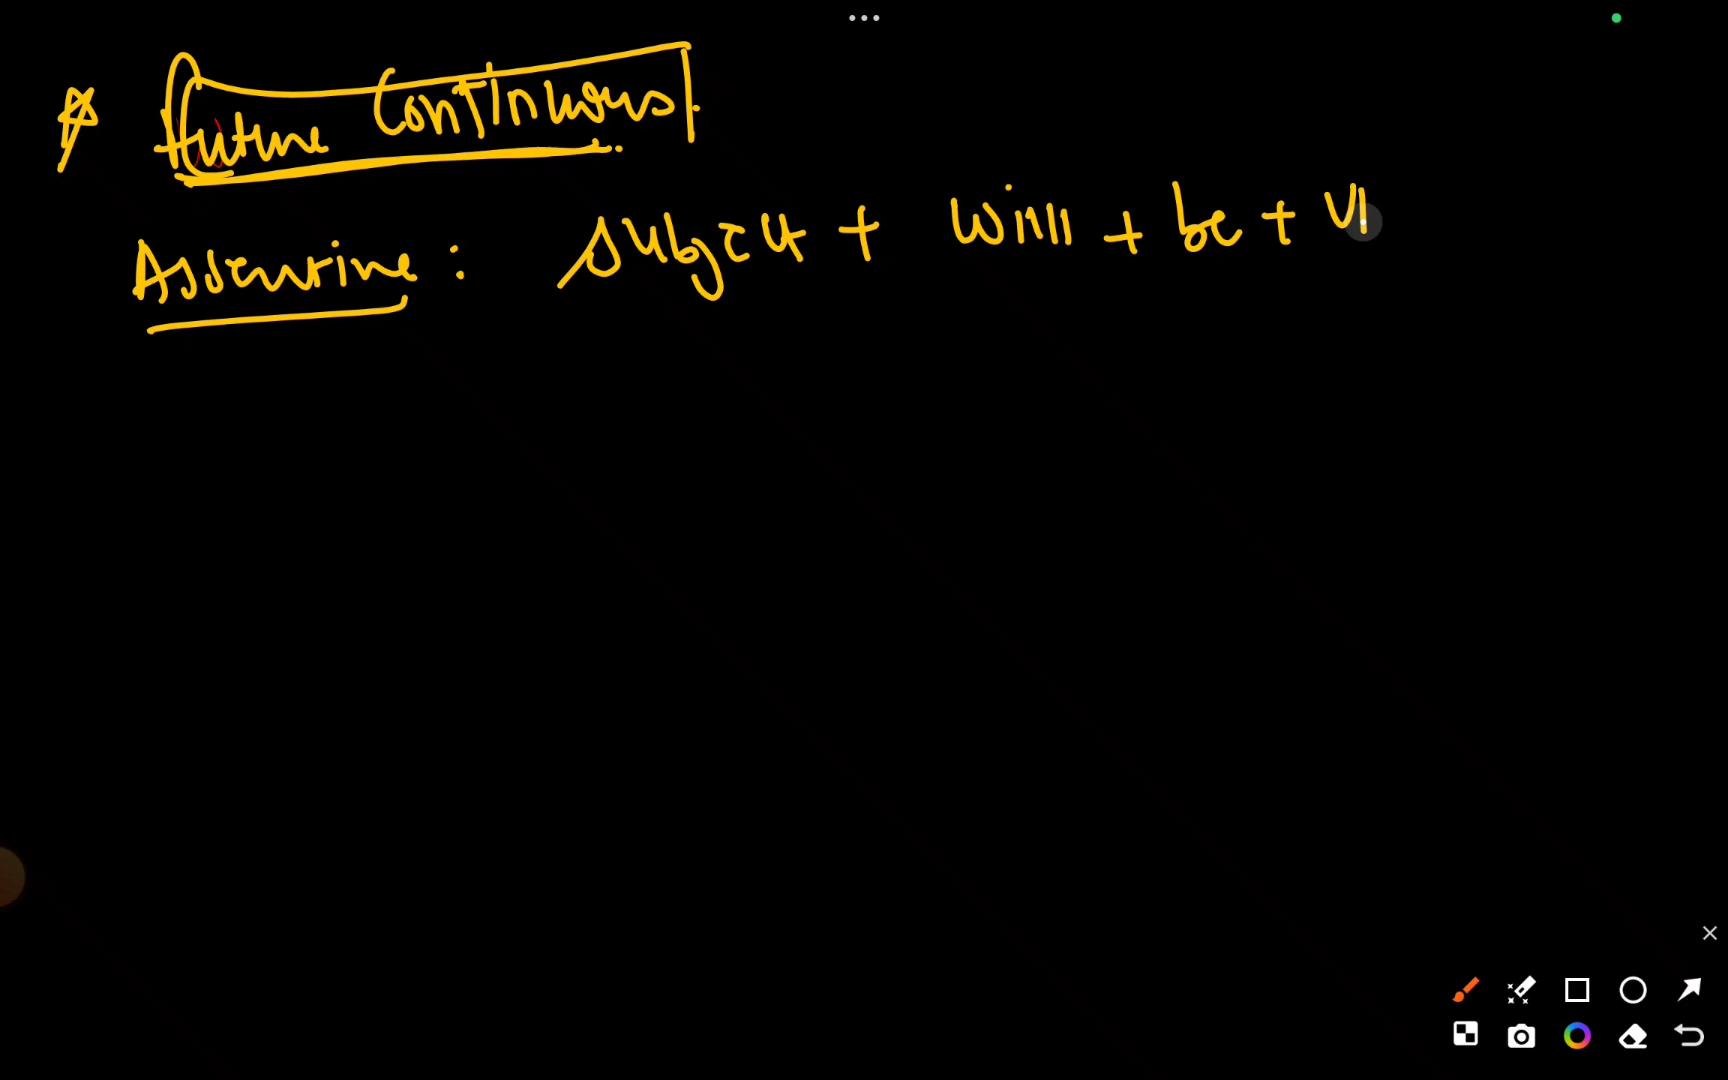 Future Continuous
Assertive : Subject + will + be + V1